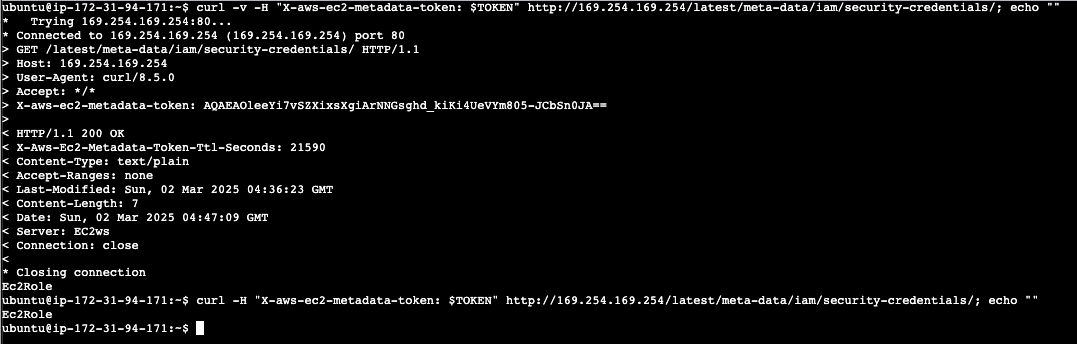 ubuntu@ip-172-31-94-171:~$ curl -v -H "X-aws-ec2-metadata-token: $TOKEN" http://169.254.169.254/latest/meta-data/iam/security-credentials/; echo ""
*   Trying 169.254.169.254:80...
* Connected to 169.254.169.254 (169.254.169.254) port 80
> GET /latest/meta-data/iam/security-credentials/ HTTP/1.1
> Host: 169.254.169.254
> User-Agent: curl/8.5.0
> Accept: */*
> X-aws-ec2-metadata-token: AQAEAOleeYi7vSZXixsXgiArNNGsghd_kiKi4UeVYm805-JCbSn0JA==
>
< HTTP/1.1 200 OK
< X-Aws-Ec2-Metadata-Token-Ttl-Seconds: 21590
< Content-Type: text/plain
< Accept-Ranges: none
< Last-Modified: Sun, 02 Mar 2025 04:36:23 GMT
< Content-Length: 7
< Date: Sun, 02 Mar 2025 04:47:09 GMT
< Server: EC2ws
< Connection: close
<
* Closing connection
Ec2Role
ubuntu@ip-172-31-94-171:~$ curl -H "X-aws-ec2-metadata-token: $TOKEN" http://169.254.169.254/latest/meta-data/iam/security-credentials/; echo ""
Ec2Role
ubuntu@ip-172-31-94-171:~$